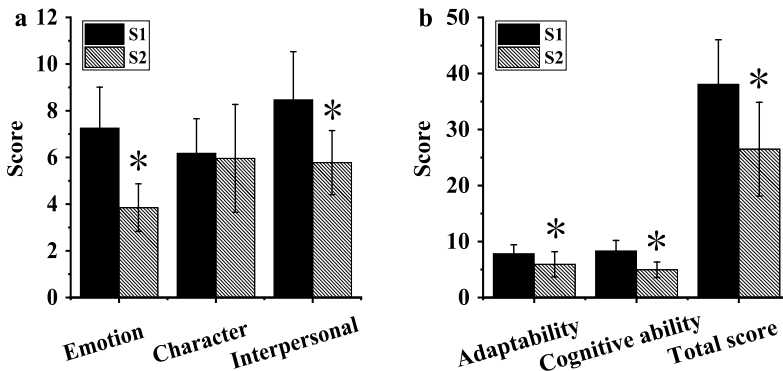 a
S1
S2
Score
12
10
8
6
4
2
0
*
*
Emotion
Character
Interpersonal
b
S1
S2
Score
50
40
30
20
10
0
*
*
*
Adaptability
Cognitive ability
Total score